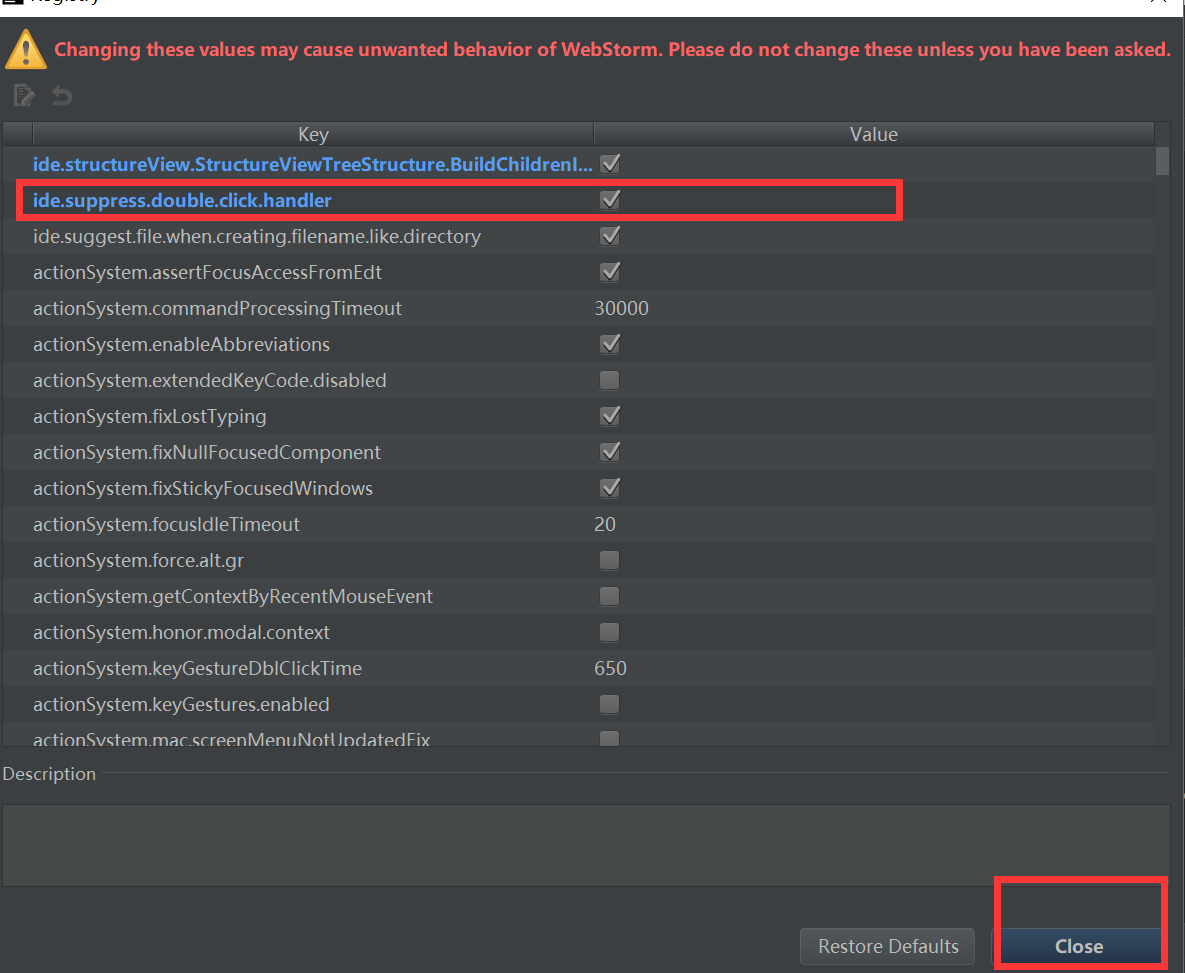 Registry
Changing these values may cause unwanted behavior of WebStorm. Please do not change these unless you have been asked.
Key Value
ide.structureView.StructureViewTreeStructure.BuildChildrenI...
ide.suppress.double.click.handler
ide.suggest.file.when.creating.filename.like.directory
actionSystem.assertFocusAccessFromEdt
actionSystem.commandProcessingTimeout 30000
actionSystem.enableAbbreviations
actionSystem.extendedKeyCode.disabled
actionSystem.fixLostTyping
actionSystem.fixNullFocusedComponent
actionSystem.fixStickyFocusedWindows
actionSystem.focusIdleTimeout 20
actionSystem.force.alt.gr
actionSystem.getContextByRecentMouseEvent
actionSystem.honor.modal.context
actionSystem.keyGestureDblClickTime 650
actionSystem.keyGestures.enabled
actionSystem.mac.screenMenuNotUpdatedFix
Description
Restore Defaults Close